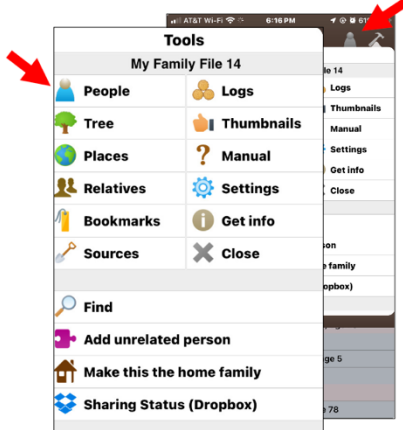 AT&T Wi-Fi 6:16 PM 61
Tools
My Family File 14
People Logs
Tree Thumbnails
Places ? Manual
Relatives Settings
Bookmarks Get info
Sources Close
Find
Add unrelated person
Make this the home family
Sharing Status (Dropbox)
le 14
Logs
Thumbnails
Manual
Settings
Get info
Close
son
family
opbox)
ge 5
78